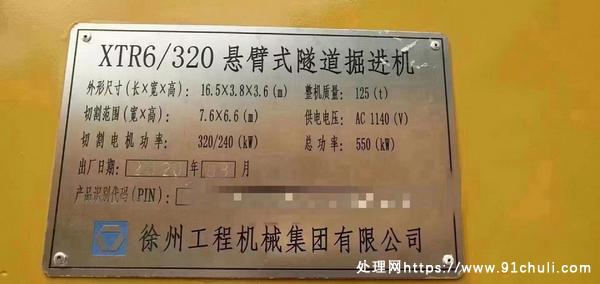 XTR6/320 悬臂式隧道掘进机
外形尺寸(长×宽×高): 16.5×3.8×3.6(m) 整机质量: 125(t)
切割范围(宽×高): 7.6×6.6(m) 供电电压: AC 1140(V)
切割电机功率: 320/240(kW) 总功率: 550(kW)
出厂日期: 2020年 月
产品识别代码(PIN):
徐州工程机械集团有限公司
处理网https://www.91chuli.com/